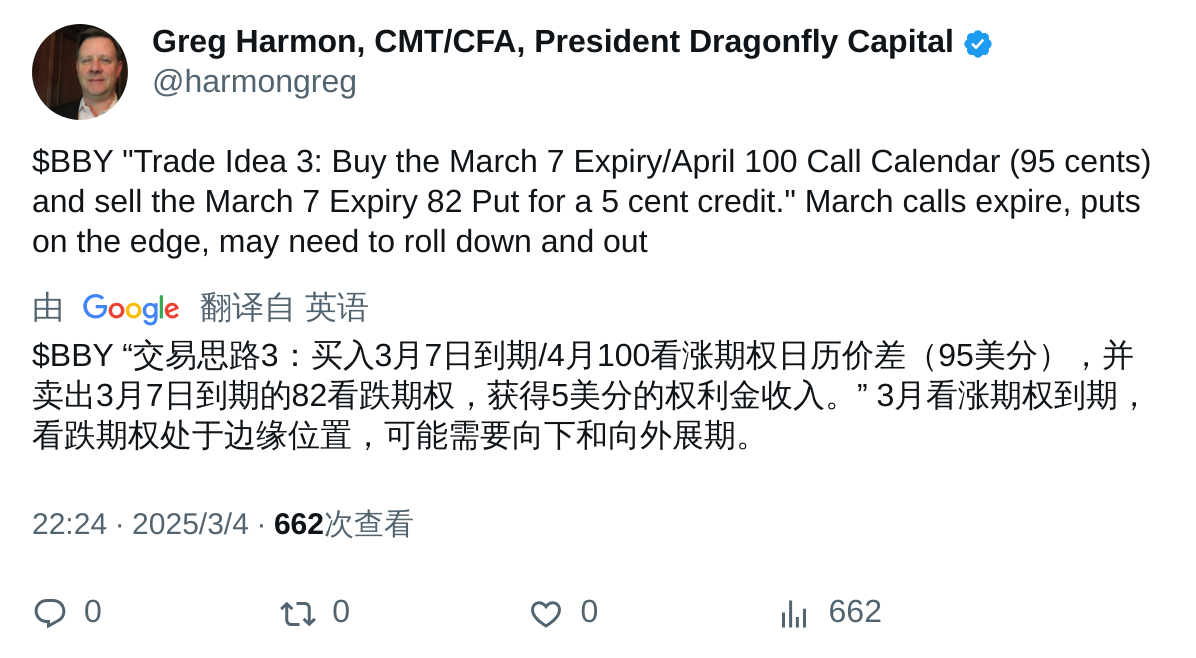 Greg Harmon, CMT/CFA, President Dragonfly Capital
@harmongreg
$BBY "Trade Idea 3: Buy the March 7 Expiry/April 100 Call Calendar (95 cents)
and sell the March 7 Expiry 82 Put for a 5 cent credit." March calls expire, puts
on the edge, may need to roll down and out
由 Google 翻译自 英语
$BBY “交易思路3：买入3月7日到期/4月100看涨期权日历价差（95美分），并
卖出3月7日到期的82看跌期权，获得5美分的权利金收入。” 3月看涨期权到期，
看跌期权处于边缘位置，可能需要向下和向外展期。
22:24 · 2025/3/4 · 662次查看
0 0 0 662